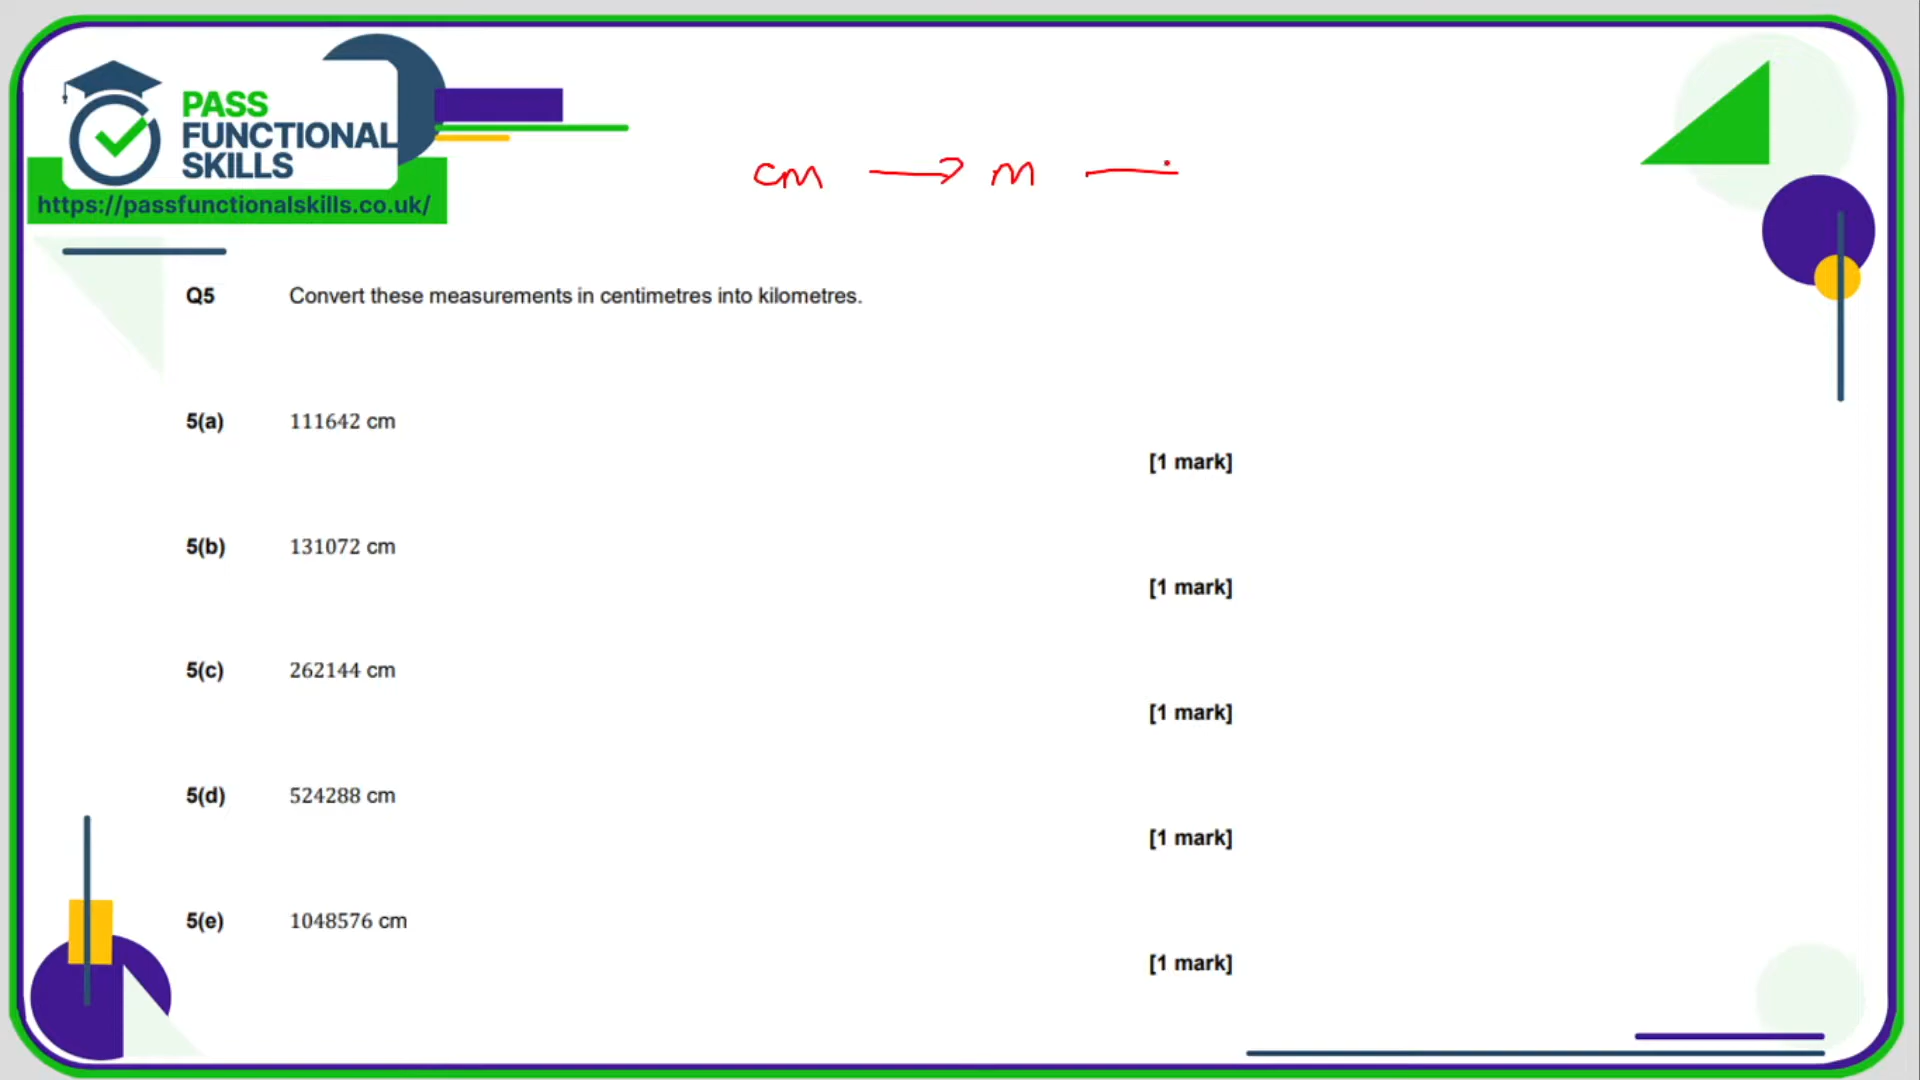 PASS
FUNCTIONAL
SKILLS
https://passfunctionalskills.co.uk/
cm → m —
Q5 Convert these measurements in centimetres into kilometres.
5(a) 111642 cm
[1 mark]
5(b) 131072 cm
[1 mark]
5(c) 262144 cm
[1 mark]
5(d) 524288 cm
[1 mark]
5(e) 1048576 cm
[1 mark]